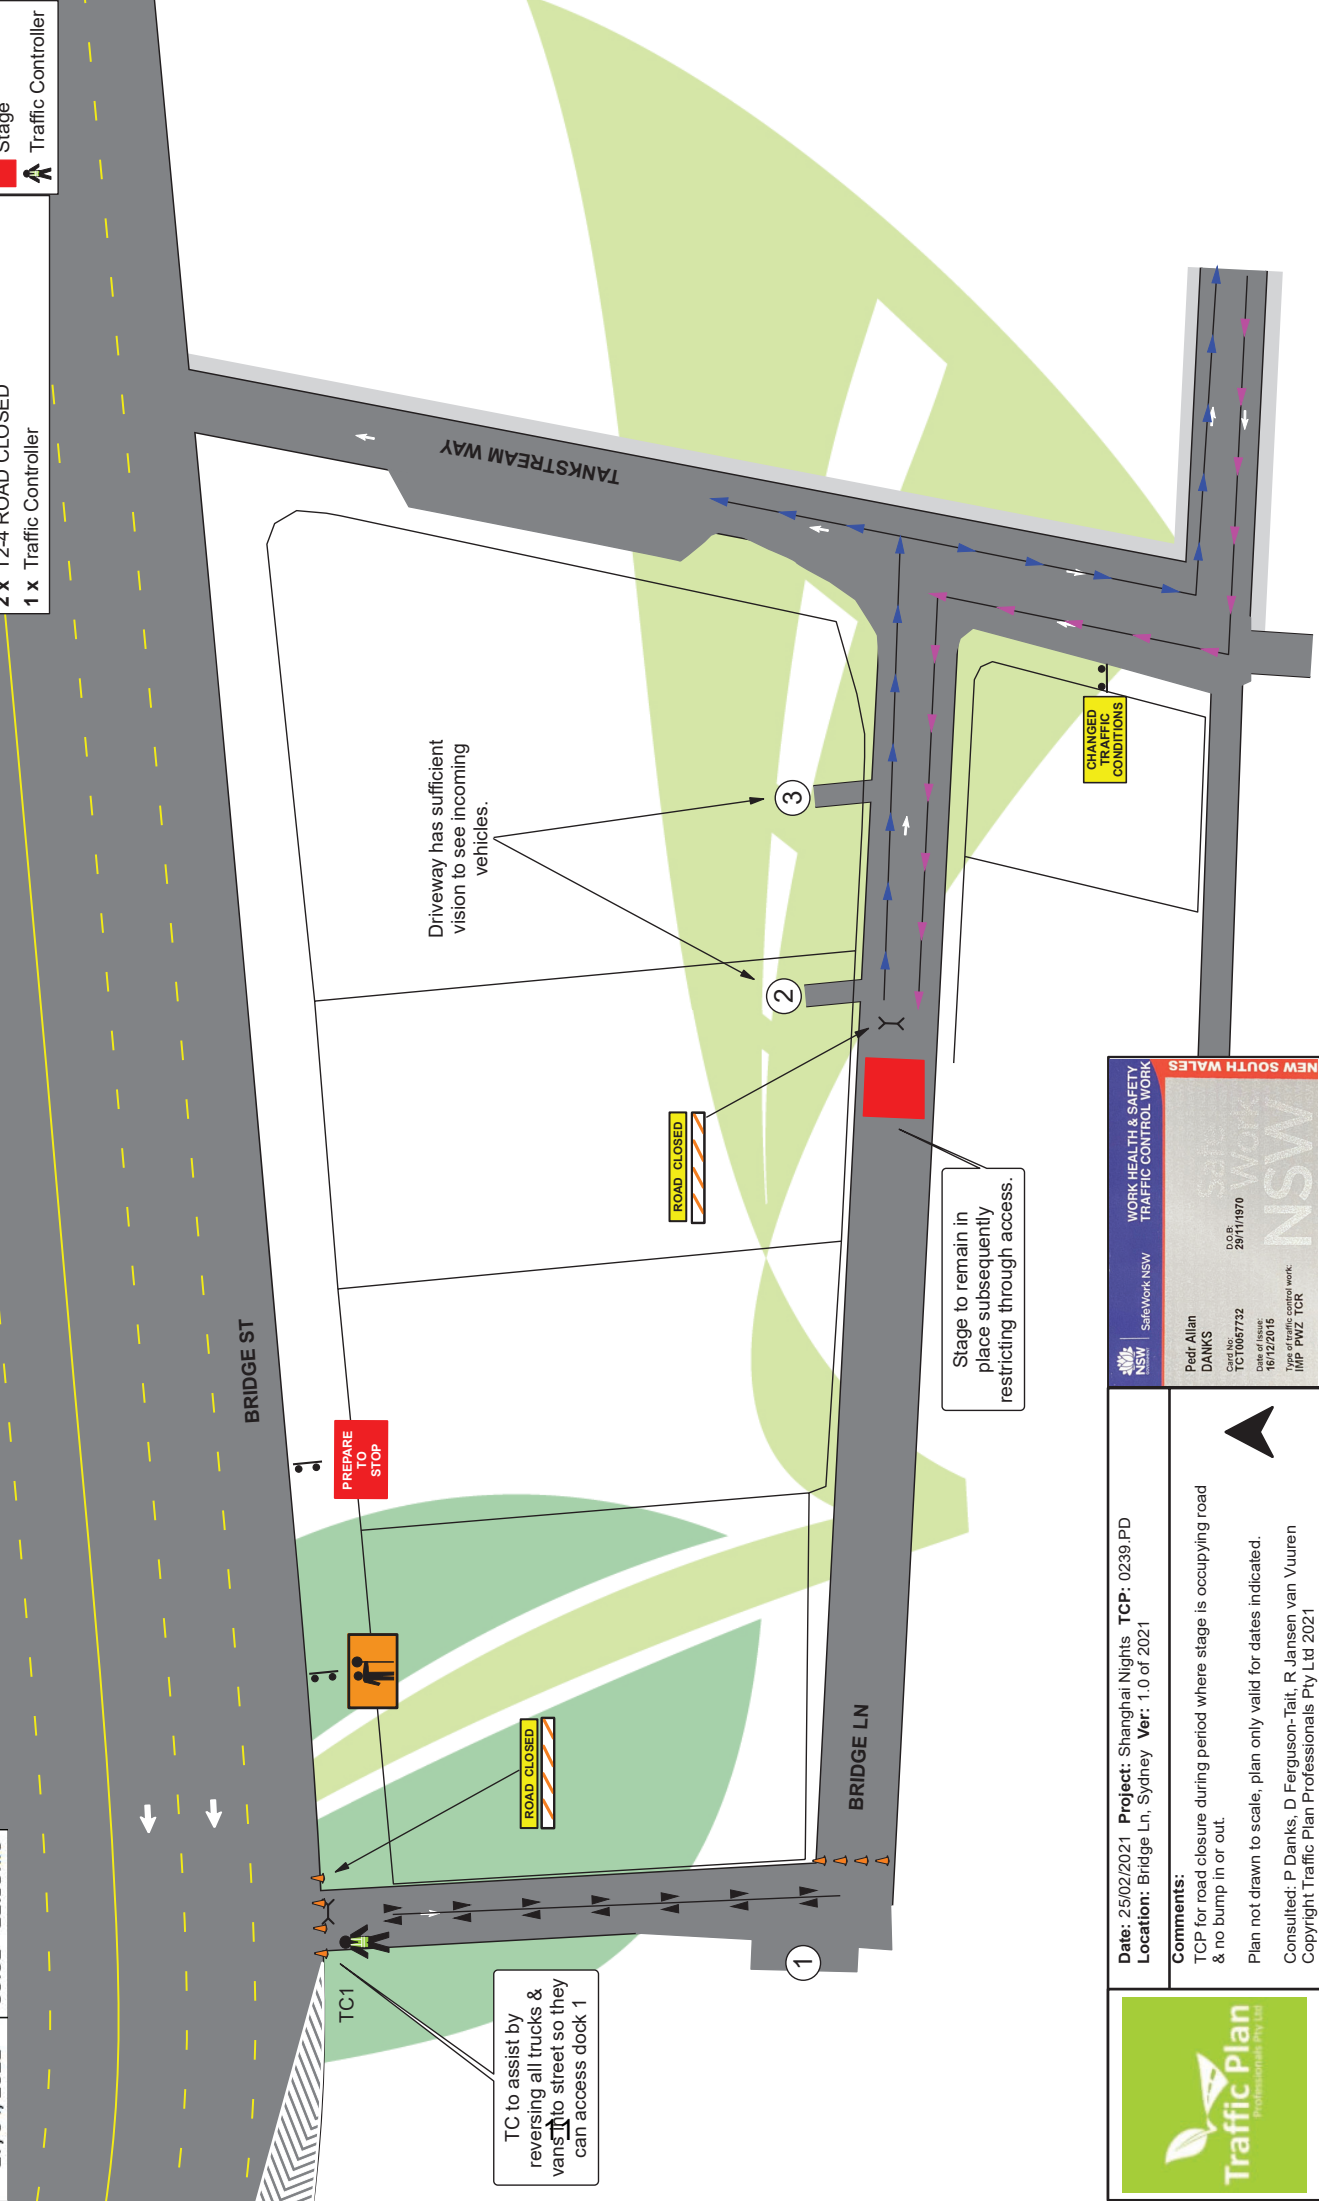 Stage
Traffic Controller
2 x T2-4 ROAD CLOSED
1 x Traffic Controller
BRIDGE ST
TANKSTREAM WAY
Driveway has sufficient
vision to see incoming
vehicles.
3
2
CHANGED
TRAFFIC
CONDITIONS
PREPARE
TO
STOP
ROAD CLOSED
ROAD CLOSED
Stage to remain in
place subsequently
restricting through access.
BRIDGE LN
TC1
1
TC to assist by
reversing all trucks &
vans into street so they
can access dock 1
11
Traffic Plan
Professionals Pty Ltd
Date: 25/02/2021 Project: Shanghai Nights TCP: 0239.PD
Location: Bridge Ln, Sydney Ver: 1.0 of 2021
Comments:
TCP for road closure during period where stage is occupying road
& no bump in or out.
Plan not drawn to scale, plan only valid for dates indicated.
Consulted: P Danks, D Ferguson-Tait, R Jansen van Vuuren
Copyright Traffic Plan Professionals Pty Ltd 2021
NSW
SafeWork NSW
WORK HEALTH & SAFETY
TRAFFIC CONTROL WORK
NEW SOUTH WALES
Pedr Allan
DANKS
Card No:
TCT0057732
D.O.B:
29/11/1970
Date of Issue:
16/12/2015
Type of traffic control work:
IMP PWZ TCR
Safe
Work
NSW